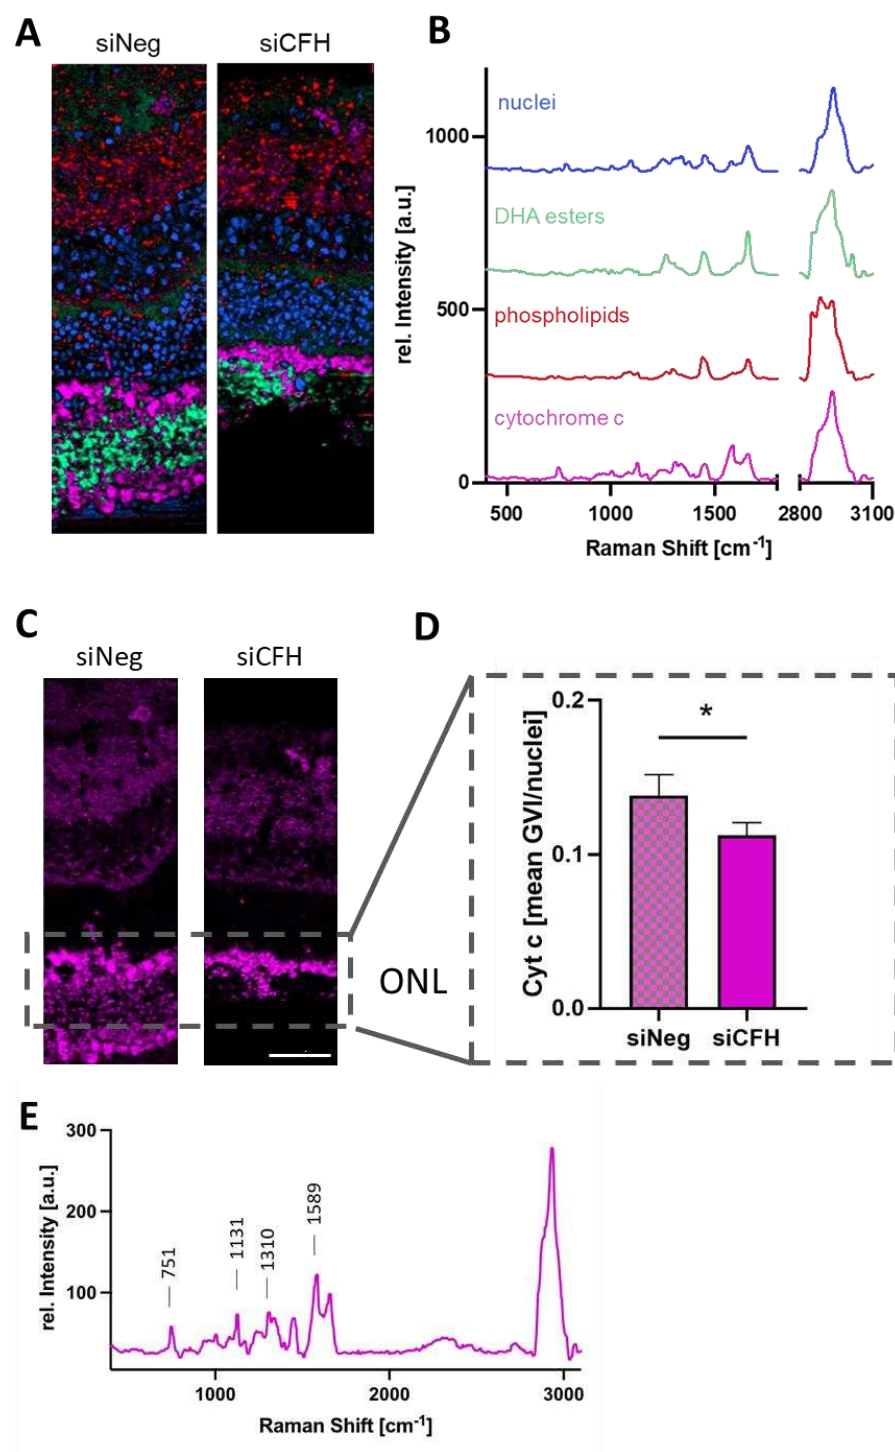 A
siNeg
siCFH
B
nuclei
DHA esters
phospholipids
cytochrome c
rel. Intensity [a.u.]
1000
500
0
500
1000
1500
2800
3100
Raman Shift [cm-1]
C
siNeg
siCFH
ONL
D
Cyt c [mean GVI/nuclei]
0.2
0.1
0.0
*
siNeg
siCFH
E
rel. Intensity [a.u.]
300
200
100
751
1131
1310
1589
1000
2000
3000
Raman Shift [cm-1]